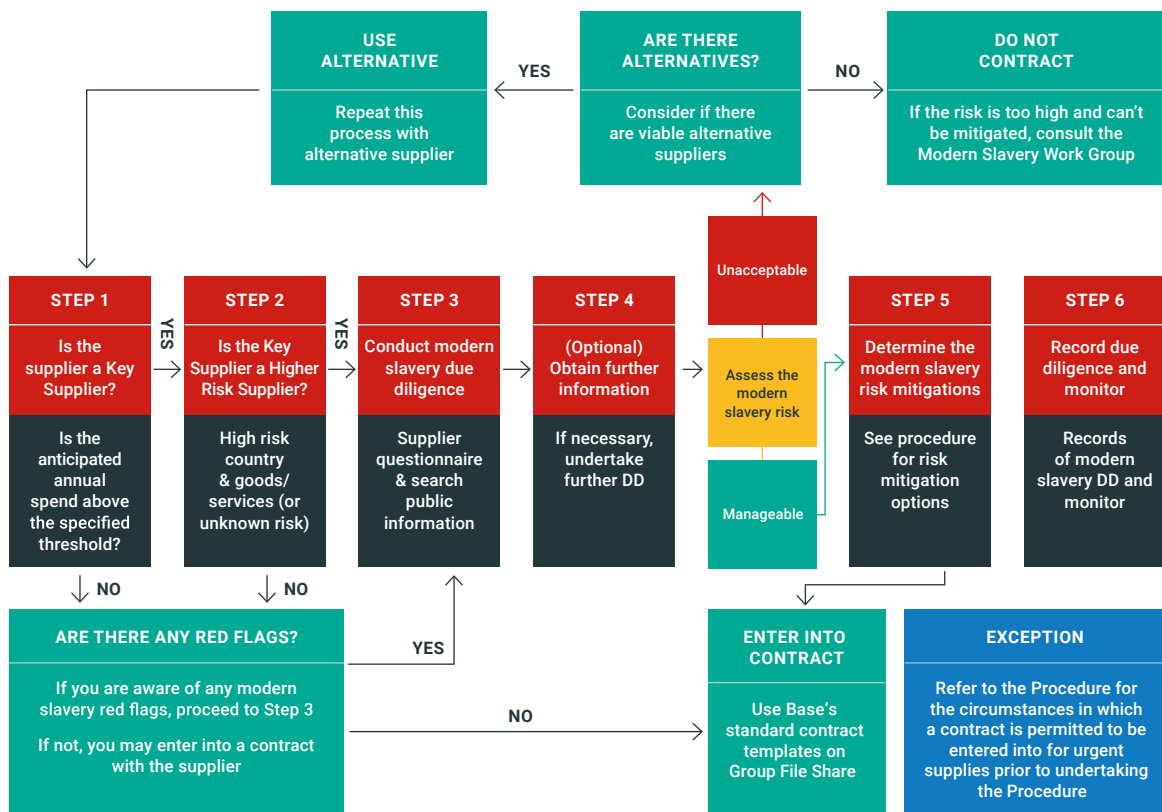 USE
ALTERNATIVE
Repeat this
process with
alternative supplier
YES
ARE THERE
ALTERNATIVES?
Consider if there
are viable alternative
suppliers
NO
DO NOT
CONTRACT
If the risk is too high and can't
be mitigated, consult the
Modern Slavery Work Group
STEP 1
Is the
supplier a Key
Supplier?
Is the
anticipated
annual
spend above
the specified
threshold?
YES
STEP 2
Is the Key
Supplier a Higher
Risk Supplier?
High risk
country
& goods/
services (or
unknown risk)
YES
STEP 3
Conduct modern
slavery due
diligence
Supplier
questionnaire
& search
public
information
STEP 4
(Optional)
Obtain further
information
If necessary,
undertake
further DD
Unacceptable
Assess the
modern
slavery risk
Manageable
STEP 5
Determine the
modern slavery
risk mitigations
See procedure
for risk
mitigation
options
STEP 6
Record due
diligence and
monitor
Records
of modern
slavery DD and
monitor
NO
NO
ARE THERE ANY RED FLAGS?
If you are aware of any modern
slavery red flags, proceed to Step 3
If not, you may enter into a contract
with the supplier
YES
NO
ENTER INTO
CONTRACT
Use Base's
standard contract
templates on
Group File Share
EXCEPTION
Refer to the Procedure for
the circumstances in which
a contract is permitted to be
entered into for urgent
supplies prior to undertaking
the Procedure